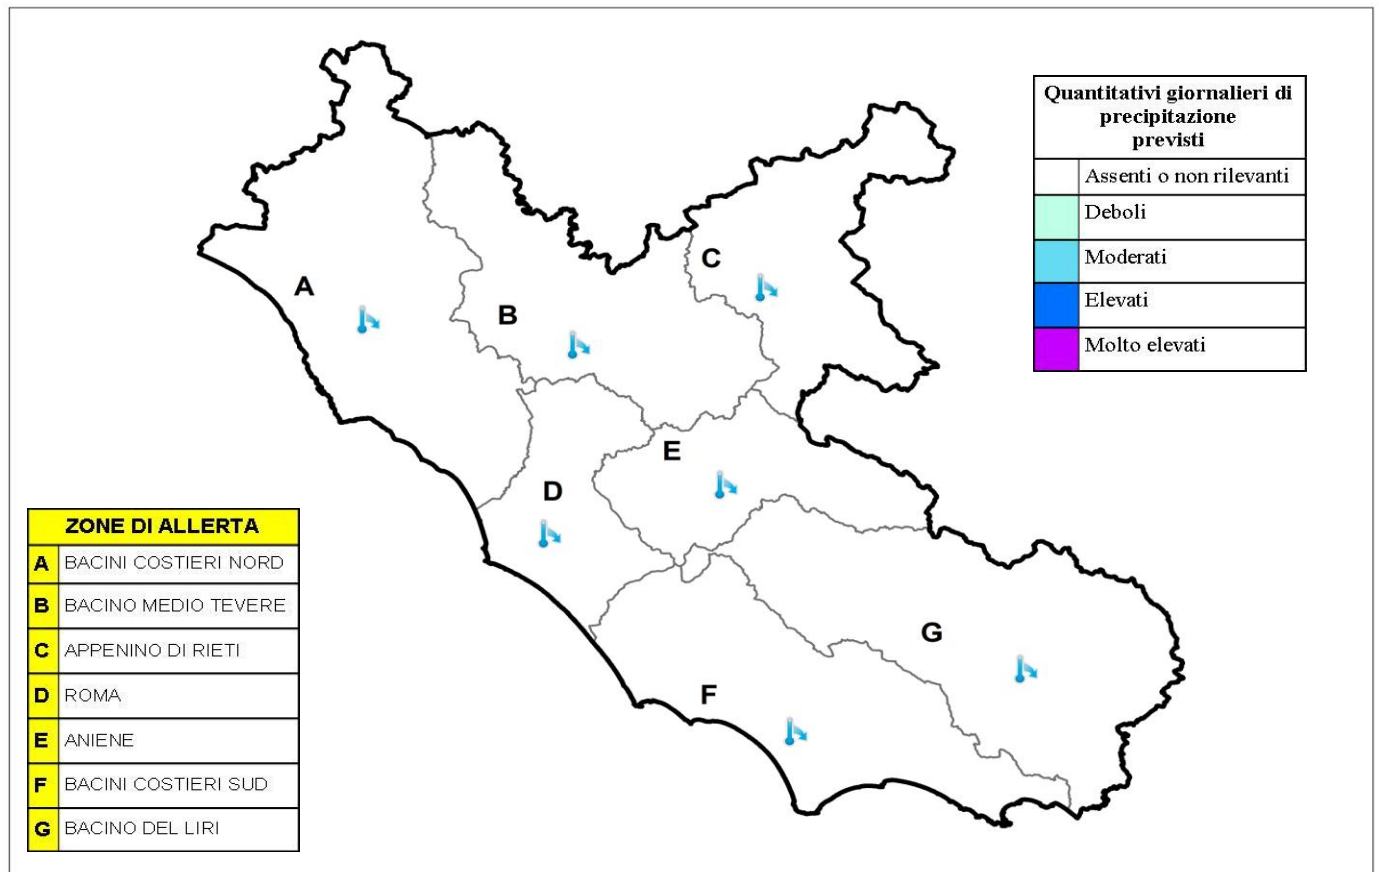 Quantitativi giornalieri di
precipitazione
previsti
Assenti o non rilevanti
Deboli
Moderati
Elevati
Molto elevati
A
B
C
D
E
F
G
ZONE DI ALLERTA
A BACINI COSTIERI NORD
B BACINO MEDIO TEVERE
C APPENINO DI RIETI
D ROMA
E ANIENE
F BACINI COSTIERI SUD
G BACINO DEL LIRI